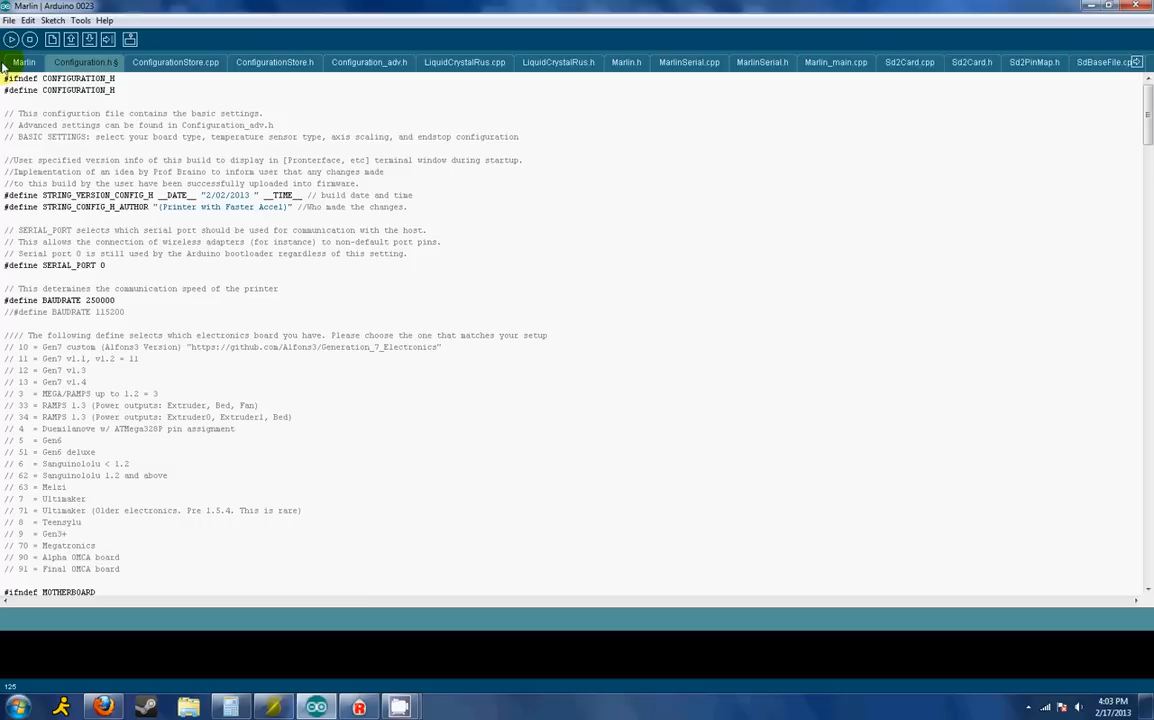 Marlin | Arduino 0023
File Edit Sketch Tools Help
Marlin Configuration.h § ConfigurationStore.cpp ConfigurationStore.h Configuration_adv.h LiquidCrystalRus.cpp LiquidCrystalRus.h Marlin.h MarlinSerial.cpp MarlinSerial.h Marlin_main.cpp Sd2Card.cpp Sd2Card.h Sd2PinMap.h SdBaseFile.cp
#ifndef CONFIGURATION_H
#define CONFIGURATION_H
// This configurtion file contains the basic settings.
// Advanced settings can be found in Configuration_adv.h
// BASIC SETTINGS: select your board type, temperature sensor type, axis scaling, and endstop configuration
//User specified version info of this build to display in [Pronterface, etc] terminal window during startup.
//Implementation of an idea by Prof Braino to inform user that any changes made
//to this build by the user have been successfully uploaded into firmware.
#define STRING_VERSION_CONFIG_H __DATE__ "2/02/2013 " __TIME__ // build date and time
#define STRING_CONFIG_H_AUTHOR "(Printer with Faster Accel)" //Who made the changes.
// SERIAL_PORT selects which serial port should be used for communication with the host.
// This allows the connection of wireless adapters (for instance) to non-default port pins.
// Serial port 0 is still used by the Arduino bootloader regardless of this setting.
#define SERIAL_PORT 0
// This determines the communication speed of the printer
#define BAUDRATE 250000
//#define BAUDRATE 115200
//// The following define selects which electronics board you have. Please choose the one that matches your setup
// 10 = Gen7 custom (Alfons3 Version) "https://github.com/Alfons3/Generation_7_Electronics"
// 11 = Gen7 v1.1, v1.2 = 11
// 12 = Gen7 v1.3
// 13 = Gen7 v1.4
// 3  = MEGA/RAMPS up to 1.2 = 3
// 33 = RAMPS 1.3 (Power outputs: Extruder, Bed, Fan)
// 34 = RAMPS 1.3 (Power outputs: Extruder0, Extruder1, Bed)
// 4  = Duemilanove w/ ATMega328P pin assignment
// 5  = Gen6
// 51 = Gen6 deluxe
// 6  = Sanguinololu < 1.2
// 62 = Sanguinololu 1.2 and above
// 63 = Melzi
// 7  = Ultimaker
// 71 = Ultimaker (Older electronics. Pre 1.5.4. This is rare)
// 8  = Teensylu
// 9  = Gen3+
// 70 = Megatronics
// 90 = Alpha OMCA board
// 91 = Final OMCA board
#ifndef MOTHERBOARD
125
4:03 PM
2/17/2013